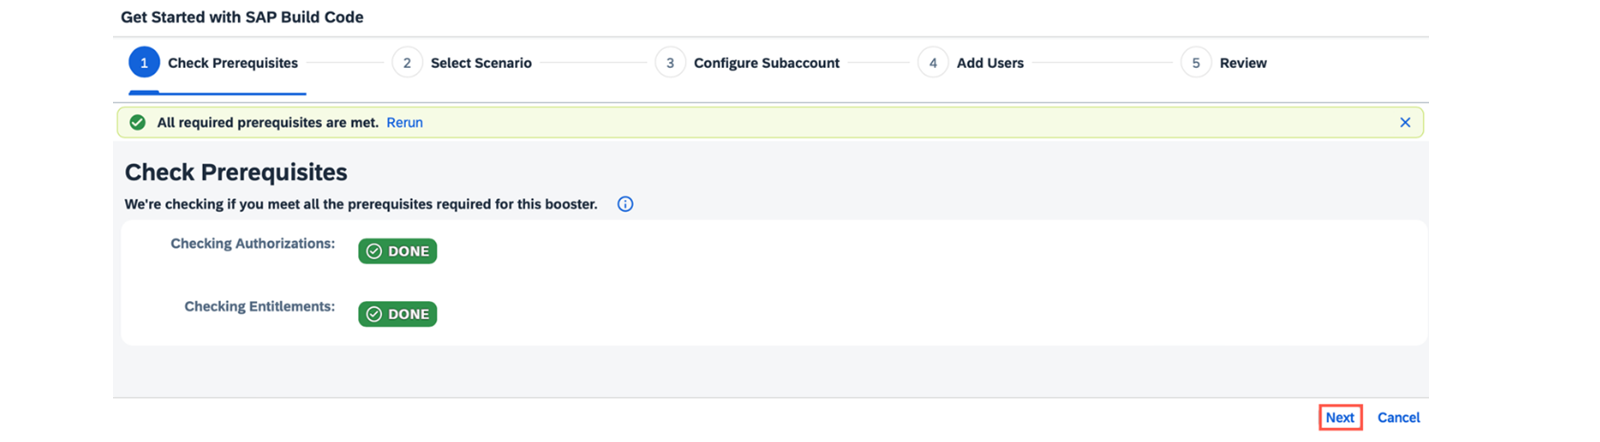 Get Started with SAP Build Code
1 Check Prerequisites 2 Select Scenario 3 Configure Subaccount 4 Add Users 5 Review
All required prerequisites are met. Rerun
Check Prerequisites
We're checking if you meet all the prerequisites required for this booster.
Checking Authorizations: DONE
Checking Entitlements: DONE
Next Cancel